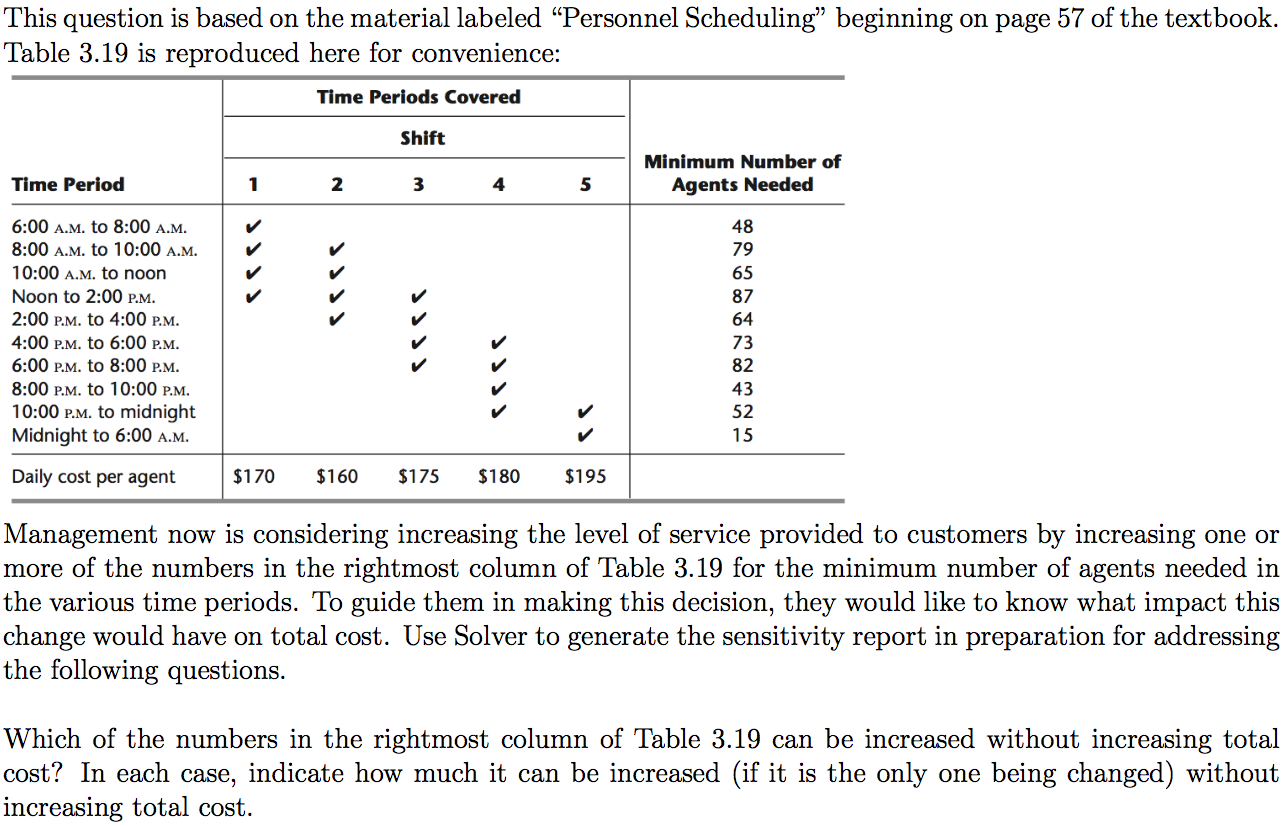 This question is based on the material labeled “Personnel Scheduling” beginning on page 57 of the textbook.
Table 3.19 is reproduced here for convenience:
Time Periods Covered
Shift
Minimum Number of
Time Period 1 2 3 4 5 Agents Needed
6:00 A.M. to 8:00 A.M. ✔ 48
8:00 A.M. to 10:00 A.M. ✔ ✔ 79
10:00 A.M. to noon ✔ ✔ 65
Noon to 2:00 P.M. ✔ ✔ ✔ 87
2:00 P.M. to 4:00 P.M. ✔ ✔ 64
4:00 P.M. to 6:00 P.M. ✔ ✔ 73
6:00 P.M. to 8:00 P.M. ✔ ✔ 82
8:00 P.M. to 10:00 P.M. ✔ 43
10:00 P.M. to midnight ✔ ✔ 52
Midnight to 6:00 A.M. ✔ 15
Daily cost per agent $170 $160 $175 $180 $195
Management now is considering increasing the level of service provided to customers by increasing one or
more of the numbers in the rightmost column of Table 3.19 for the minimum number of agents needed in
the various time periods. To guide them in making this decision, they would like to know what impact this
change would have on total cost. Use Solver to generate the sensitivity report in preparation for addressing
the following questions.
Which of the numbers in the rightmost column of Table 3.19 can be increased without increasing total
cost? In each case, indicate how much it can be increased (if it is the only one being changed) without
increasing total cost.